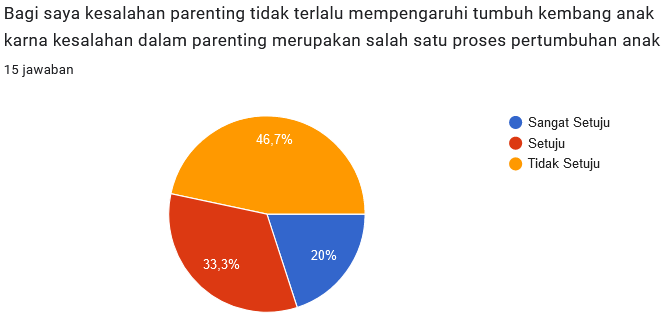 Bagi saya kesalahan parenting tidak terlalu mempengaruhi tumbuh kembang anak
karna kesalahan dalam parenting merupakan salah satu proses pertumbuhan anak
15 jawaban
Sangat Setuju
Setuju
Tidak Setuju
46,7%
33,3%
20%